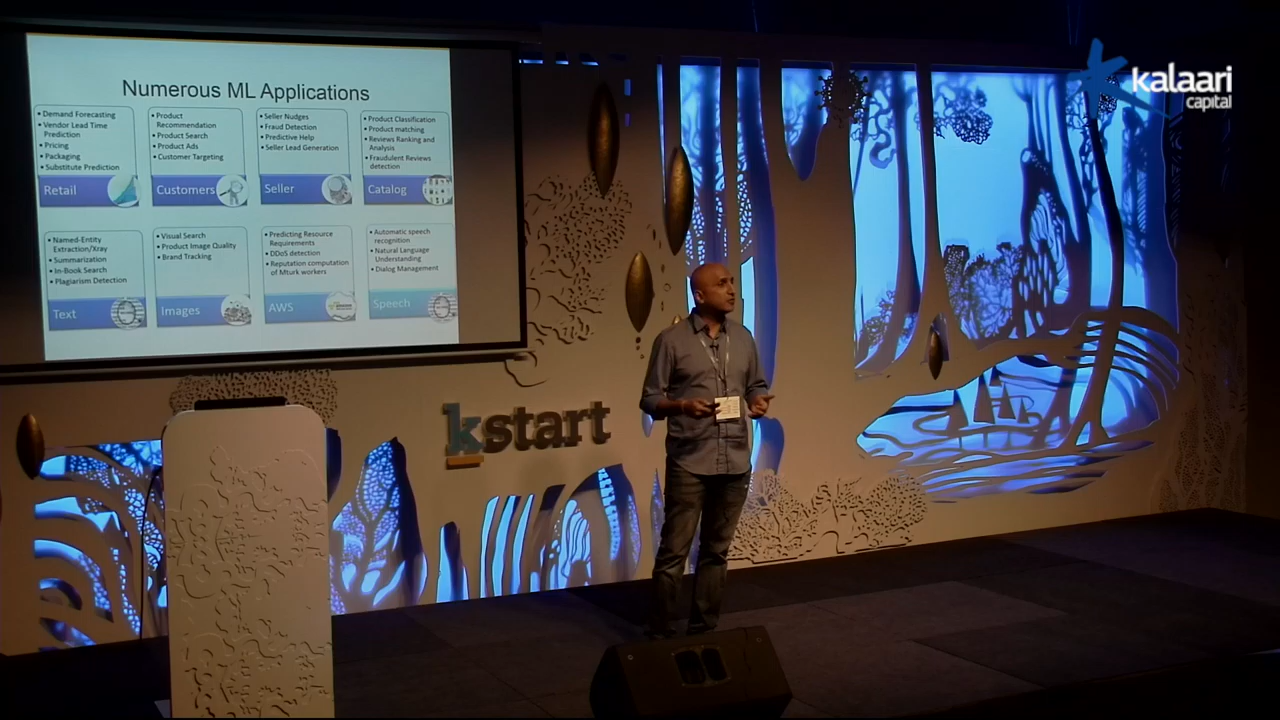 Numerous ML Applications
• Demand Forecasting
• Vendor Lead Time
Prediction
• Pricing
• Packaging
• Substitute Prediction
Retail
• Product
Recommendation
• Product Search
• Product Ads
• Customer Targeting
Customers
• Seller Nudges
• Fraud Detection
• Predictive Help
• Seller Lead Generation
Seller
• Product Classification
• Product matching
• Reviews Ranking and
Analysis
• Fraudulent Reviews
detection
Catalog
• Named-Entity
Extraction/Xray
• Summarization
• In-Book Search
• Plagiarism Detection
Text
• Visual Search
• Product Image Quality
• Brand Tracking
Images
• Predicting Resource
Requirements
• DDoS detection
• Reputation computation
of Mturk workers
AWS
• Automatic speech
recognition
• Natural Language
Understanding
• Dialog Management
Speech
kstart
kalaari
capital